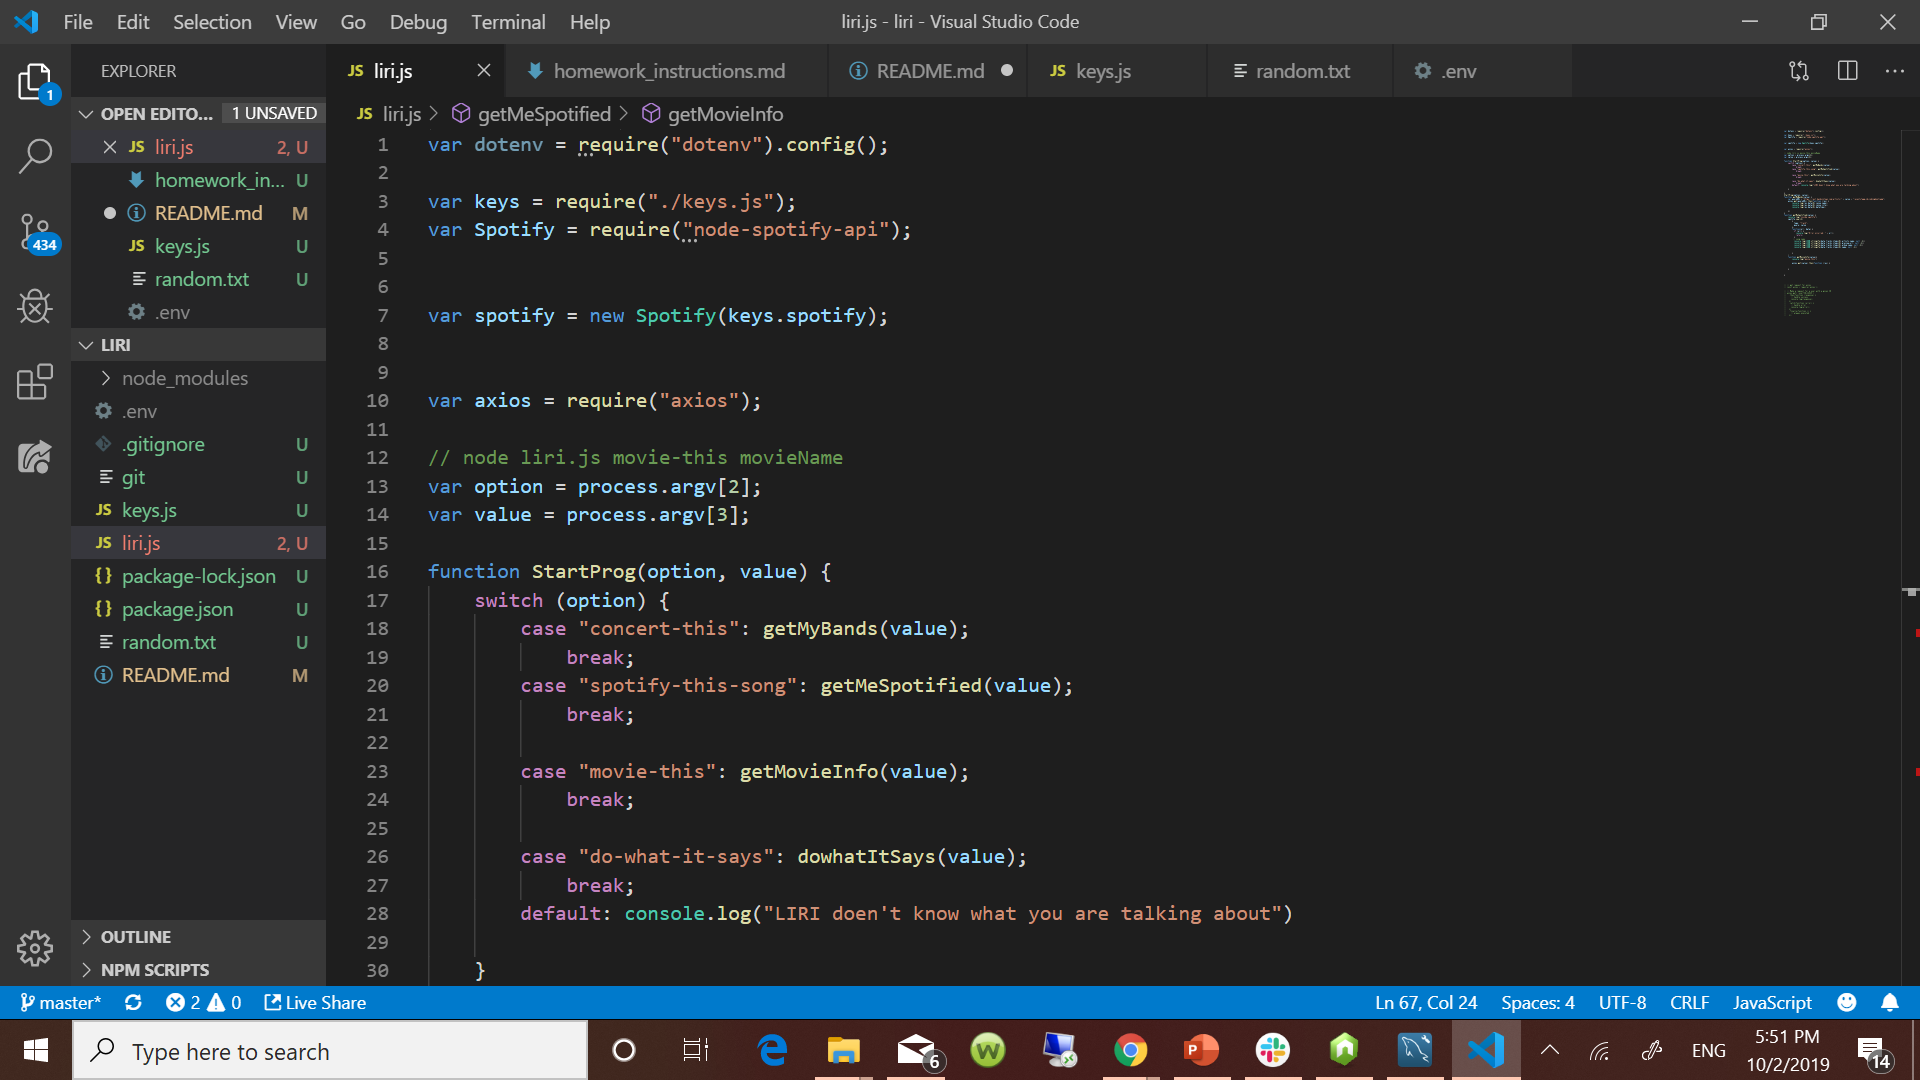 File Edit Selection View Go Debug Terminal Help
liri.js - liri - Visual Studio Code
EXPLORER
OPEN EDITO... 1 UNSAVED
JS liri.js 2, U
homework_in... U
README.md M
JS keys.js U
random.txt U
.env
LIRI
node_modules
.env
.gitignore U
git U
JS keys.js U
JS liri.js 2, U
{} package-lock.json U
{} package.json U
random.txt U
README.md M
OUTLINE
NPM SCRIPTS
1
434
JS liri.js homework_instructions.md README.md JS keys.js random.txt .env
JS liri.js > getMeSpotified > getMovieInfo
1 var dotenv = require("dotenv").config();
2
3 var keys = require("./keys.js");
4 var Spotify = require("node-spotify-api");
5
6
7 var spotify = new Spotify(keys.spotify);
8
9
10 var axios = require("axios");
11
12 // node liri.js movie-this movieName
13 var option = process.argv[2];
14 var value = process.argv[3];
15
16 function StartProg(option, value) {
17 switch (option) {
18 case "concert-this": getMyBands(value);
19 break;
20 case "spotify-this-song": getMeSpotified(value);
21 break;
22
23 case "movie-this": getMovieInfo(value);
24 break;
25
26 case "do-what-it-says": dowhatItSays(value);
27 break;
28 default: console.log("LIRI doen't know what you are talking about")
29
30 }
master* 2 0 Live Share
Ln 67, Col 24 Spaces: 4 UTF-8 CRLF JavaScript
Type here to search
6
ENG
5:51 PM
10/2/2019
14